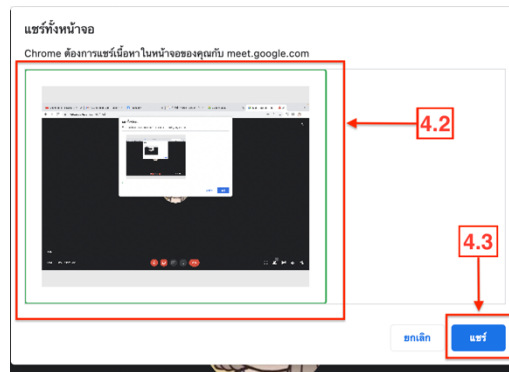 แชร์ทั้งหน้าจอ
Chrome ต้องการแชร์เนื้อหาในหน้าจอของคุณกับ meet.google.com
4.2
4.3
ยกเลิก
แชร์